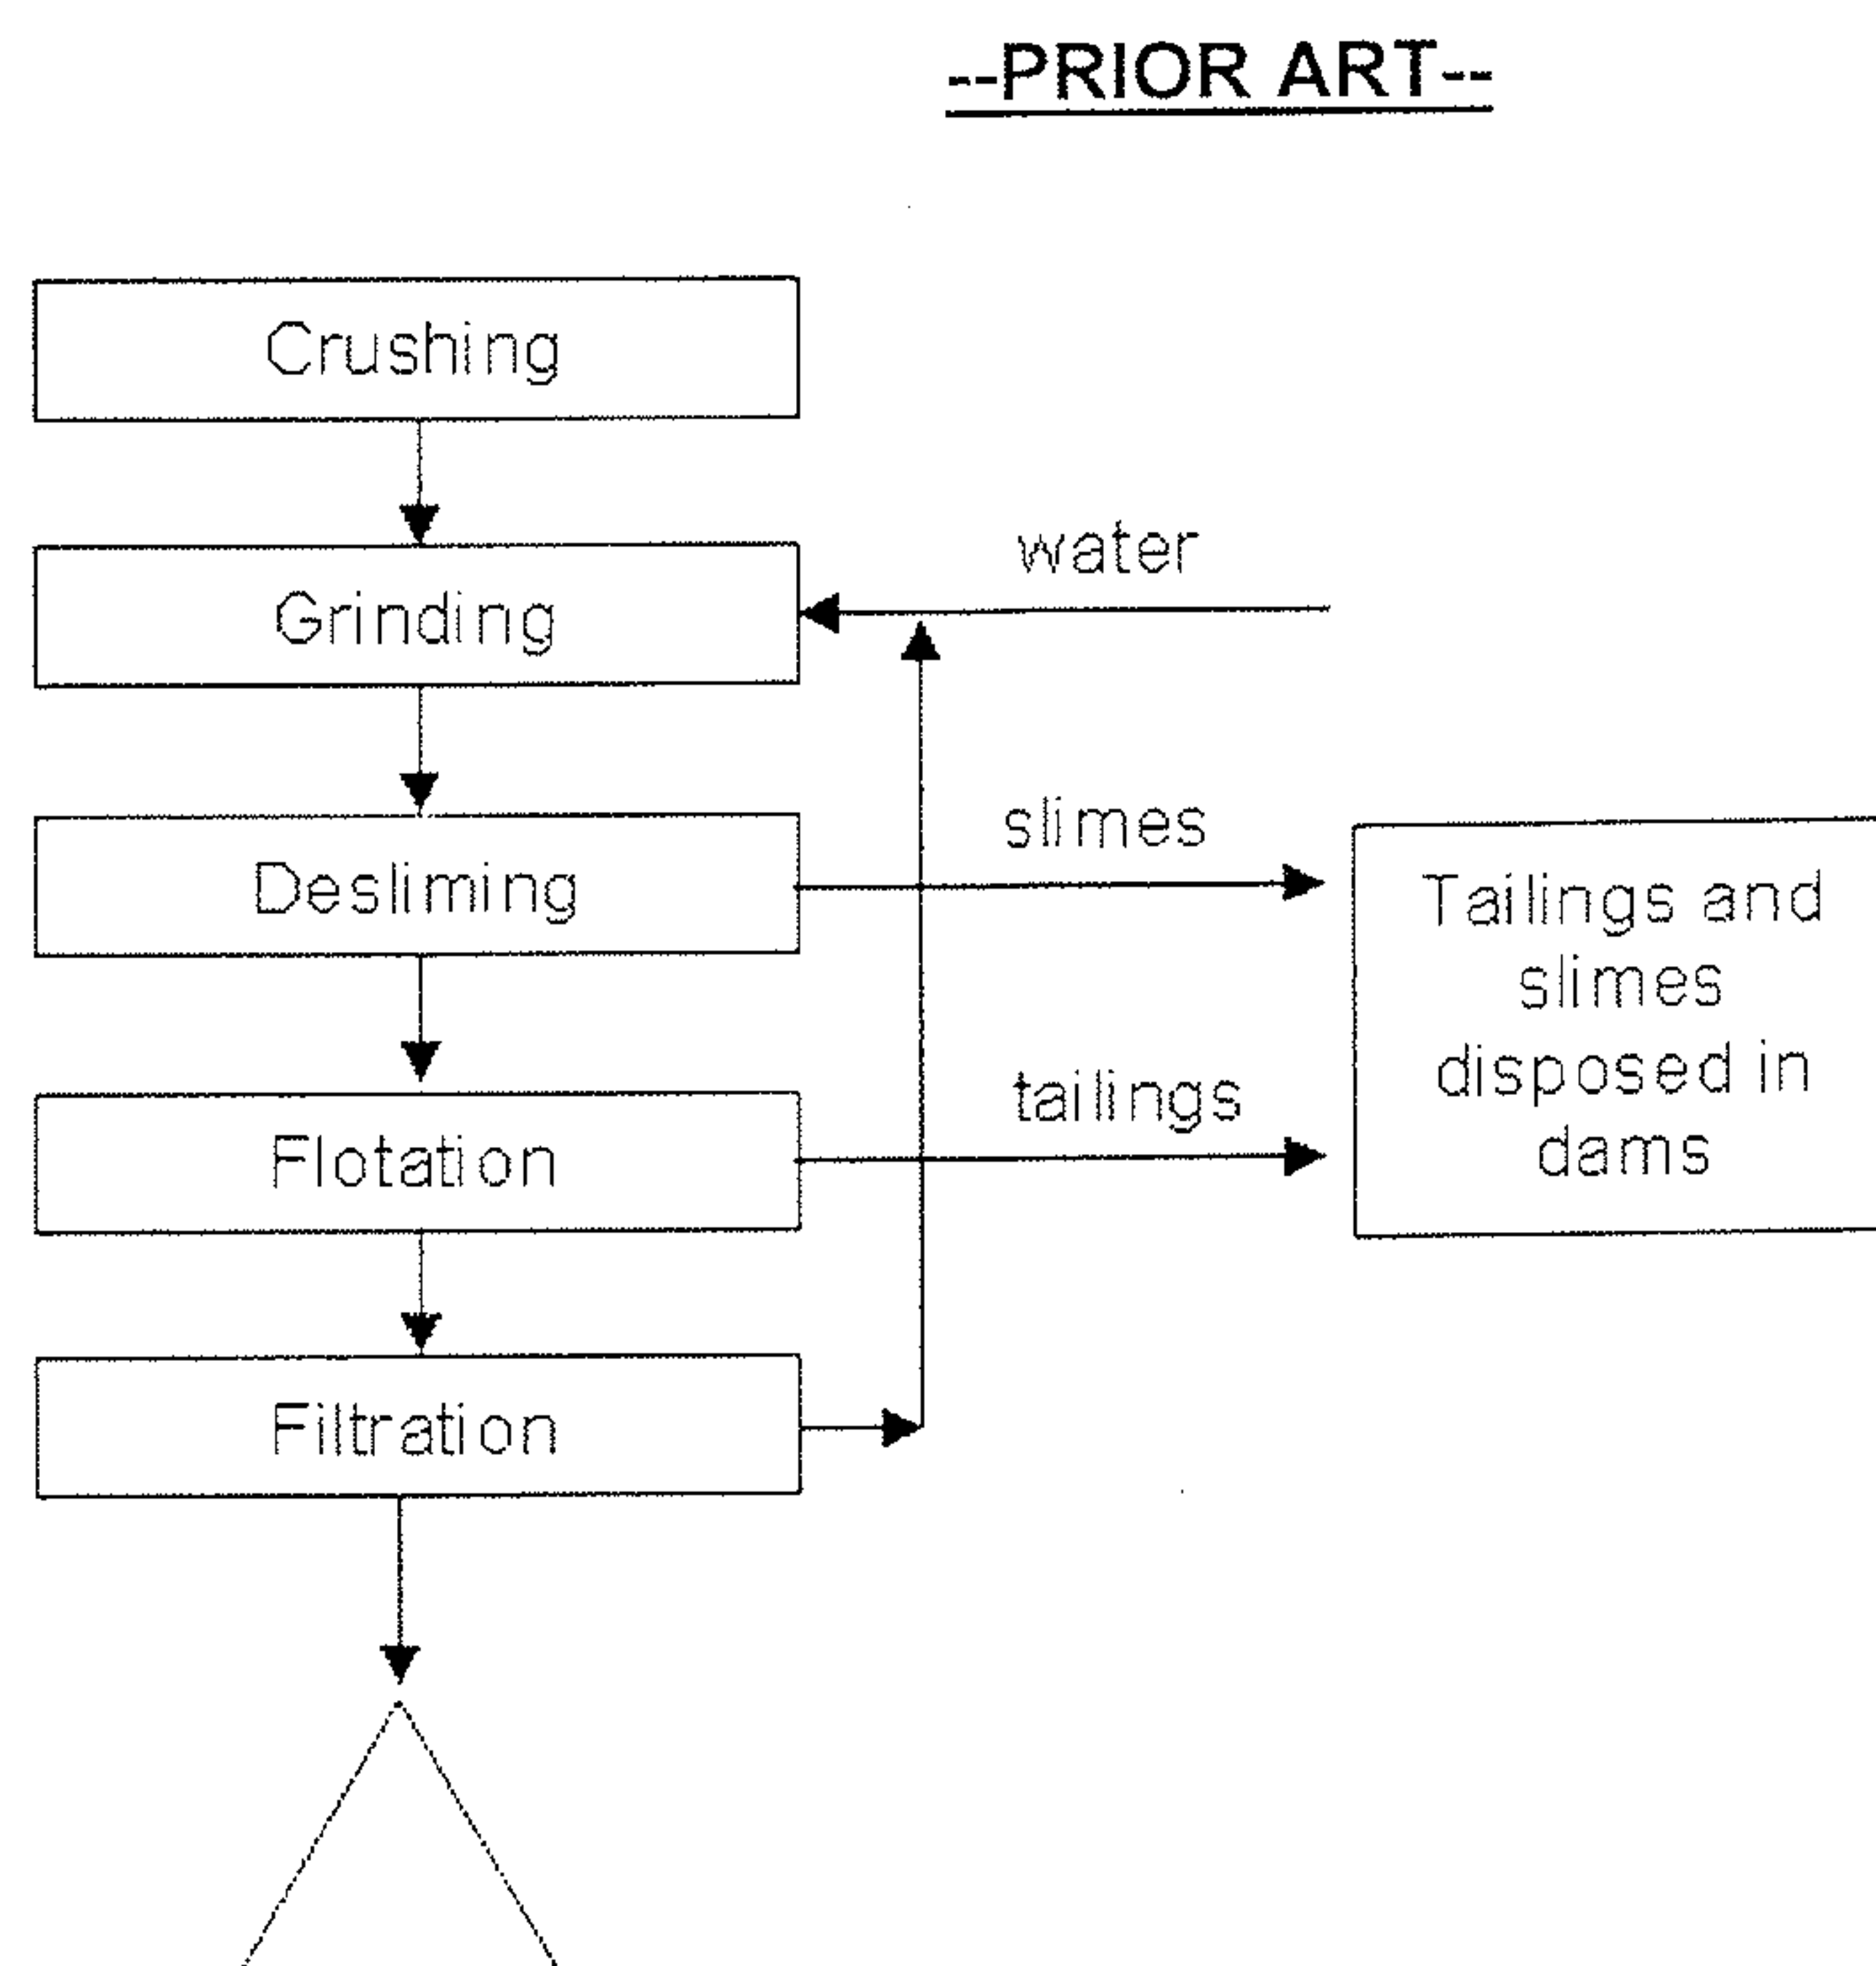 --PRIOR ART--
Crushing
water
Grinding
slimes
Desliming
Tailings and
slimes
disposed in
dams
tailings
Flotation
Filtration